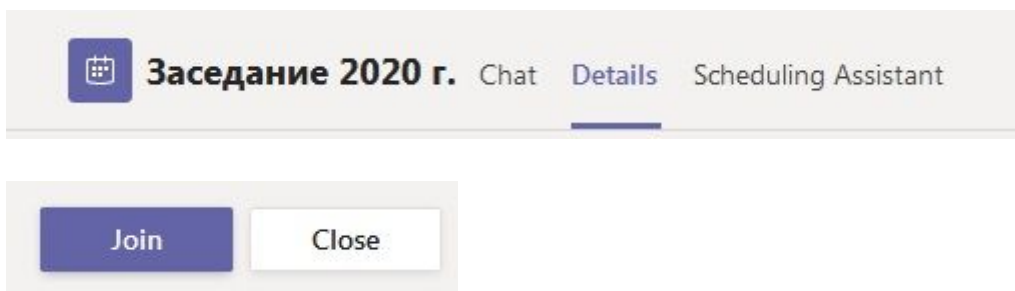 Заседание 2020 г. Chat Details Scheduling Assistant
Join Close